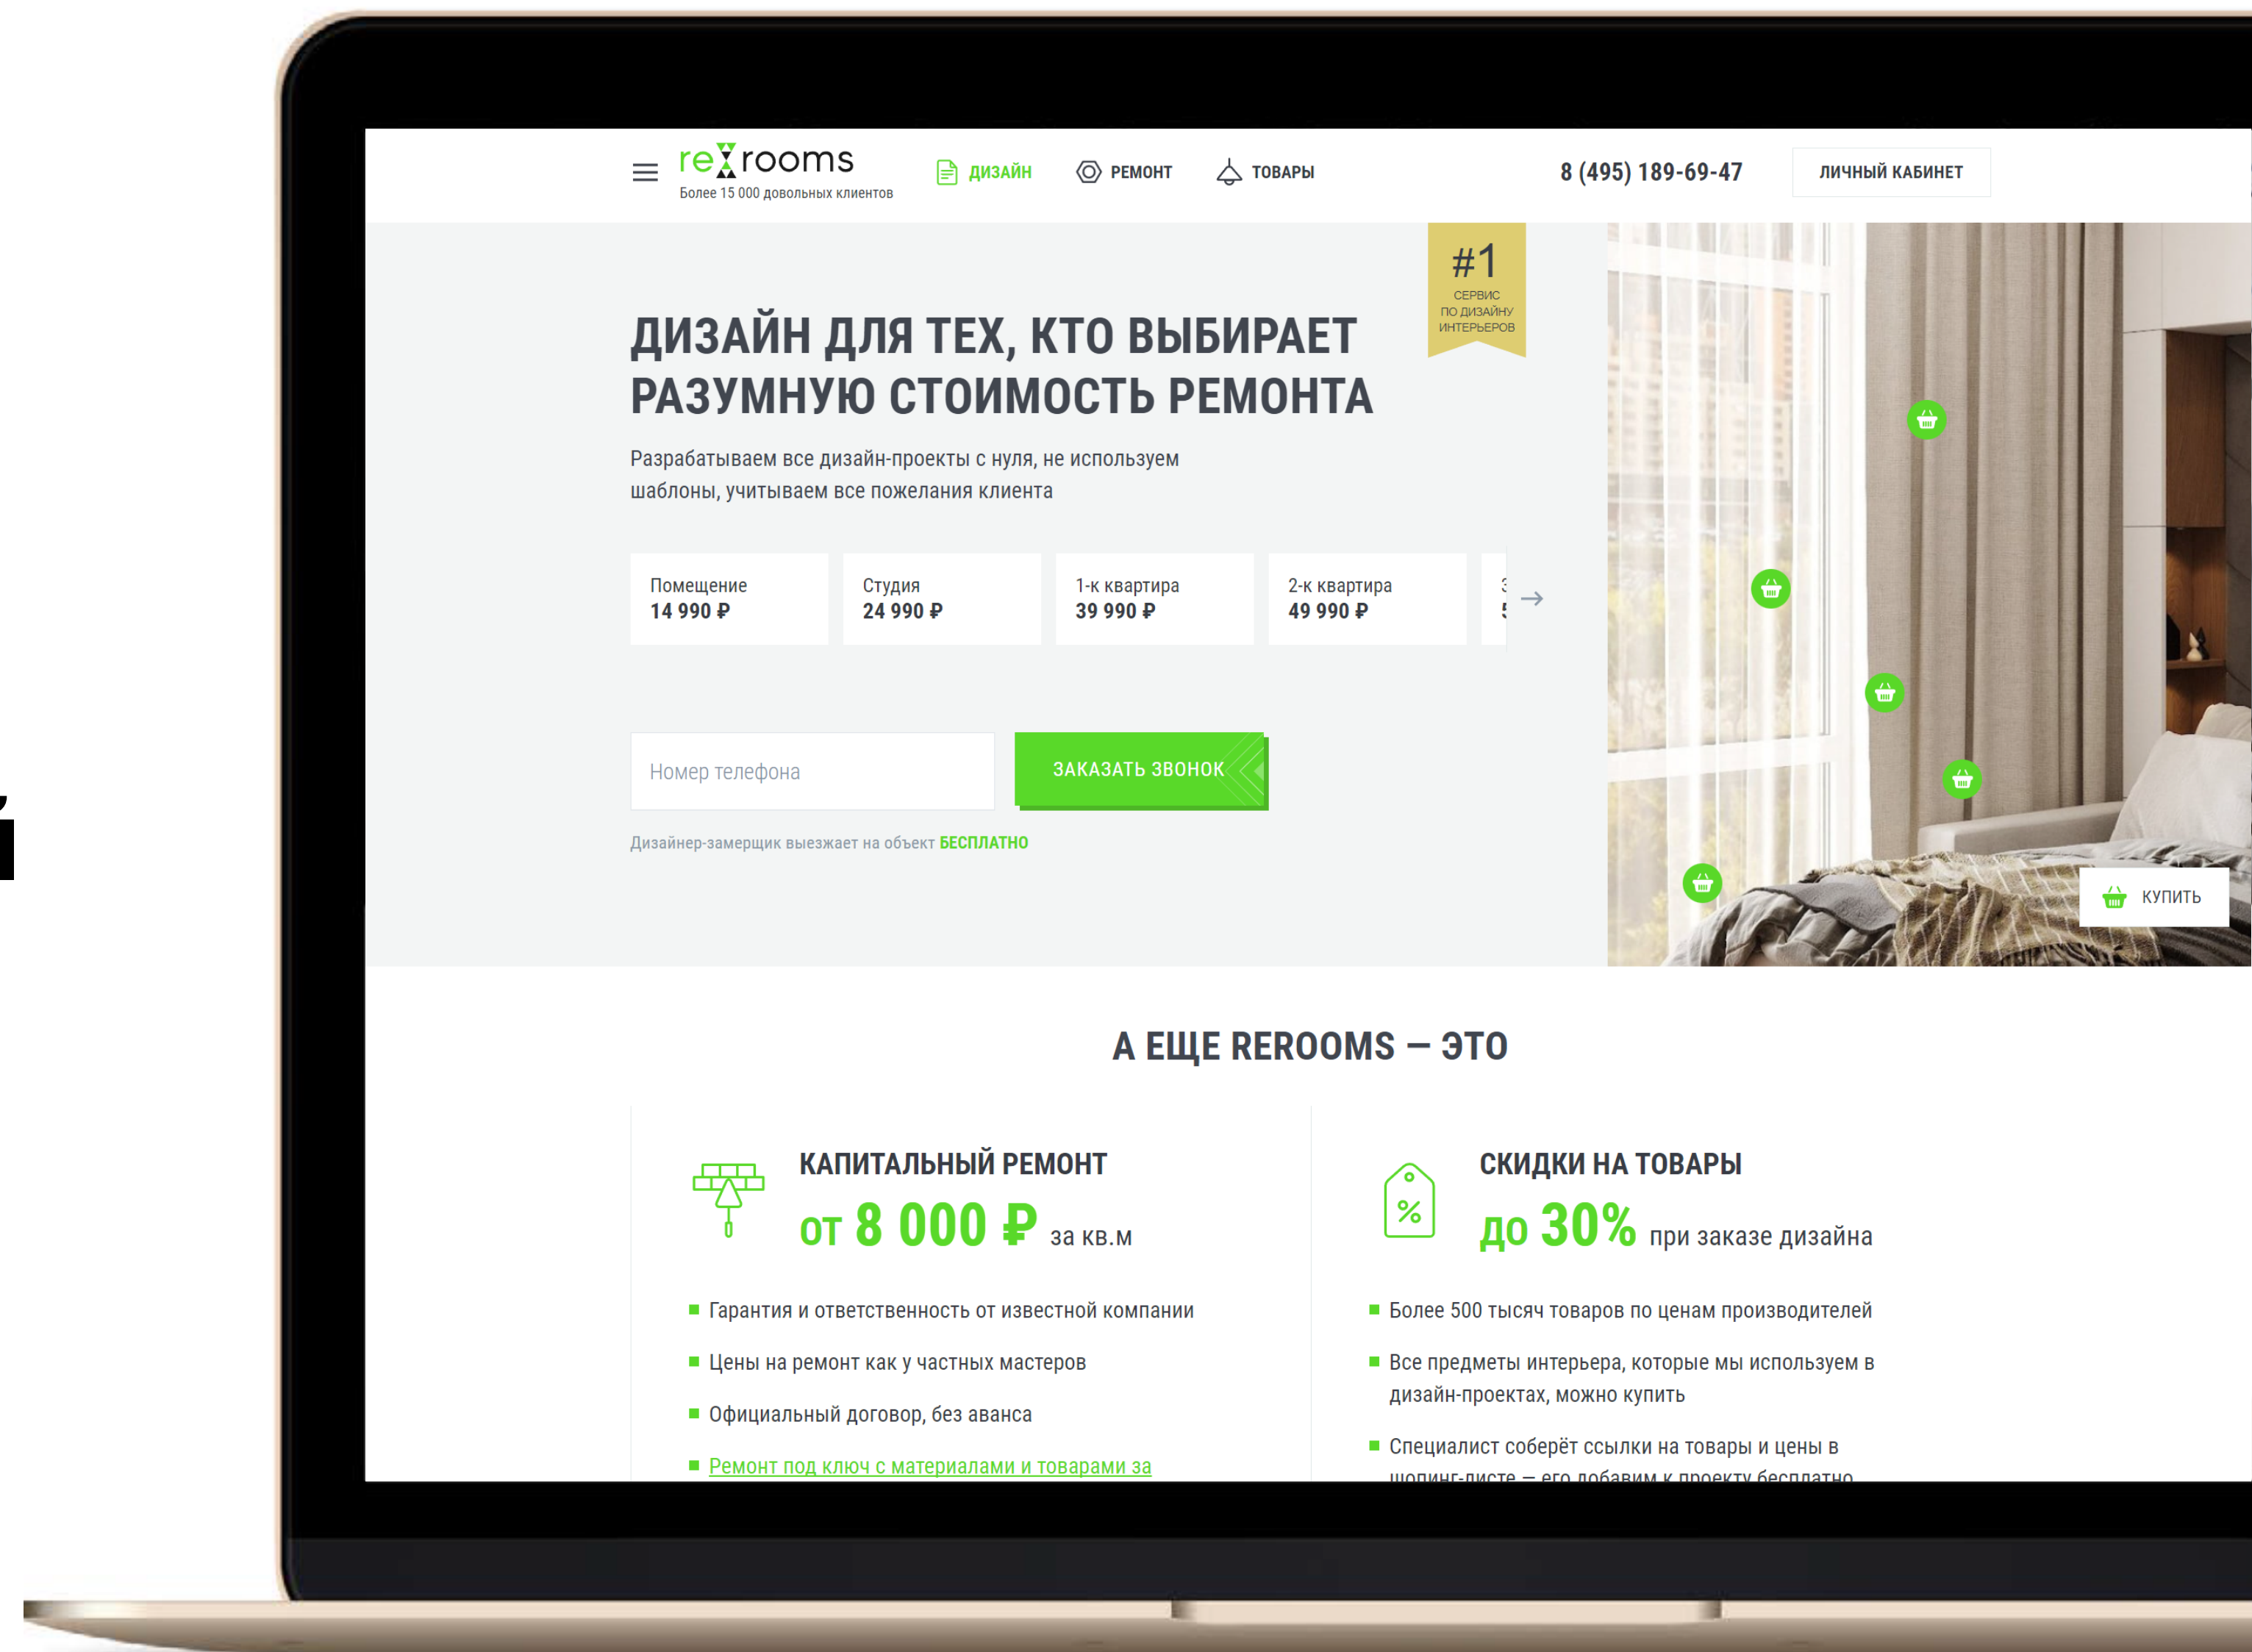 rerooms
Более 15 000 довольных клиентов
ДИЗАЙН
РЕМОНТ
ТОВАРЫ
8 (495) 189-69-47
ЛИЧНЫЙ КАБИНЕТ
#1
СЕРВИС
ПО ДИЗАЙНУ
ИНТЕРЬЕРОВ
ДИЗАЙН ДЛЯ ТЕХ, КТО ВЫБИРАЕТ
РАЗУМНУЮ СТОИМОСТЬ РЕМОНТА
Разрабатываем все дизайн-проекты с нуля, не используем
шаблоны, учитываем все пожелания клиента
Помещение
14 990 ₽
Студия
24 990 ₽
1-к квартира
39 990 ₽
2-к квартира
49 990 ₽
Номер телефона
ЗАКАЗАТЬ ЗВОНОК
Дизайнер-замерщик выезжает на объект БЕСПЛАТНО
КУПИТЬ
А ЕЩЕ REROOMS — ЭТО
КАПИТАЛЬНЫЙ РЕМОНТ
от 8 000 ₽ за кв.м
Гарантия и ответственность от известной компании
Цены на ремонт как у частных мастеров
Официальный договор, без аванса
Ремонт под ключ с материалами и товарами за
СКИДКИ НА ТОВАРЫ
до 30% при заказе дизайна
Более 500 тысяч товаров по ценам производителей
Все предметы интерьера, которые мы используем в
дизайн-проектах, можно купить
Специалист соберёт ссылки на товары и цены в
шопинг-листе — его добавим к проекту бесплатно